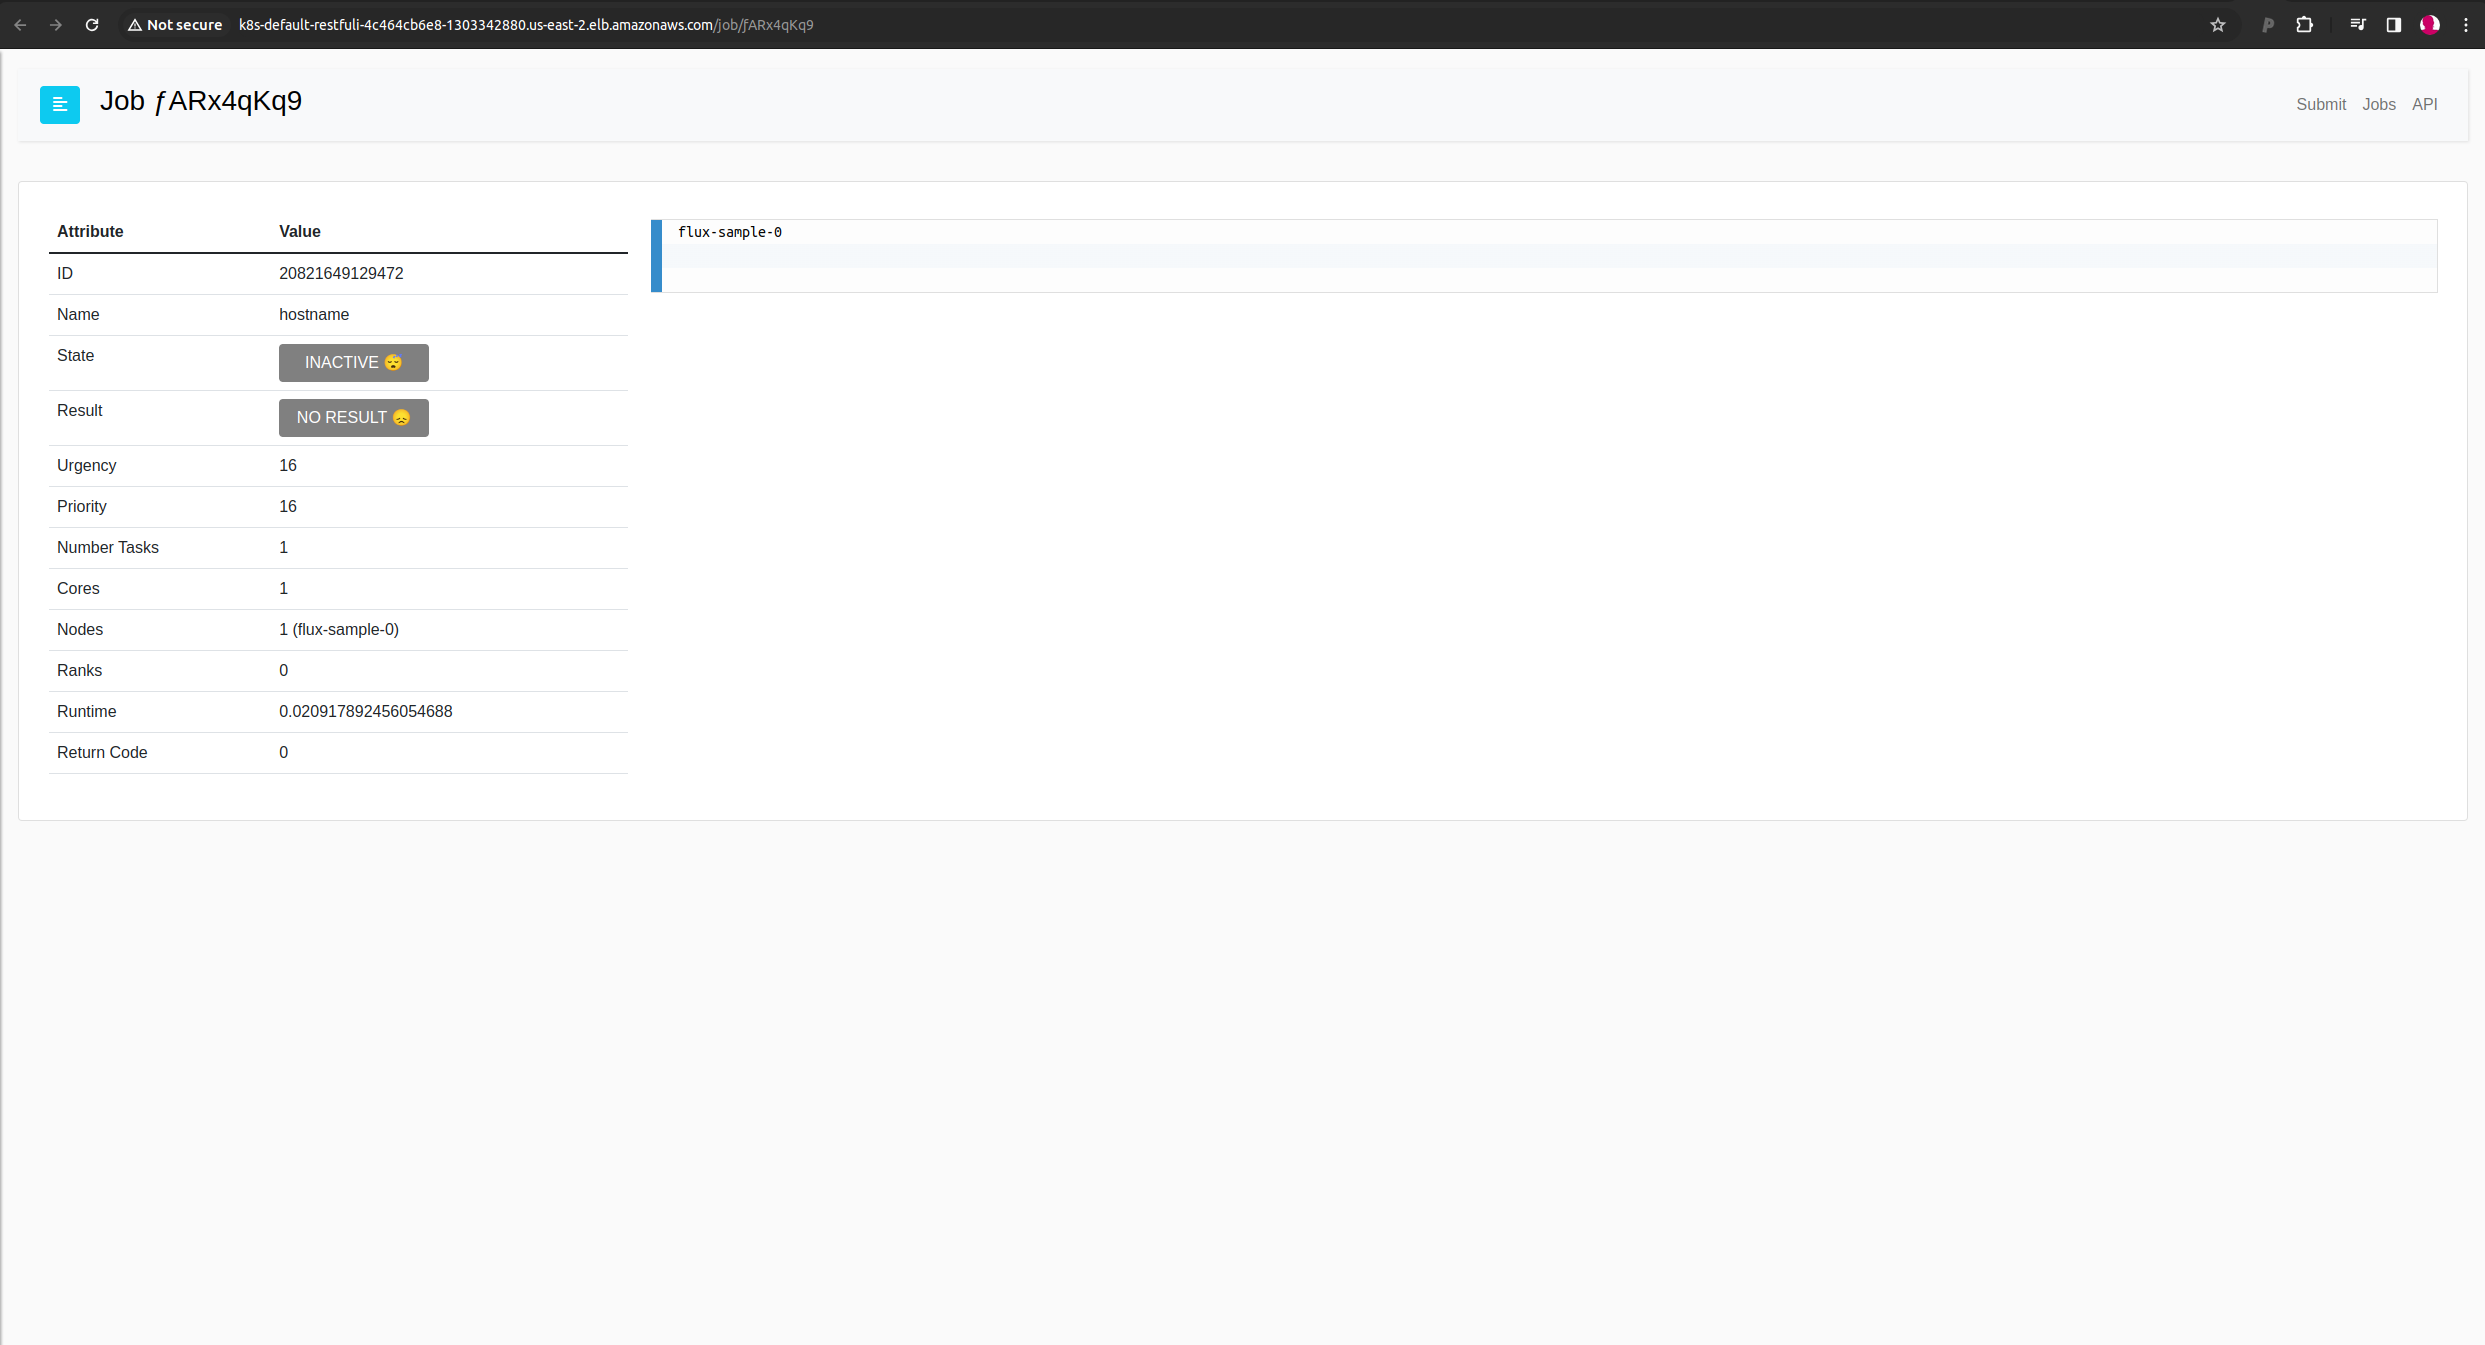 Not secure k8s-default-restfuli-4c464cb6e8-1303342880.us-east-2.elb.amazonaws.com/job/ƒARx4qKq9
Job ƒARx4qKq9
Submit Jobs API
Attribute Value
ID 20821649129472
Name hostname
State INACTIVE 😴
Result NO RESULT 😞
Urgency 16
Priority 16
Number Tasks 1
Cores 1
Nodes 1 (flux-sample-0)
Ranks 0
Runtime 0.020917892456054688
Return Code 0
flux-sample-0